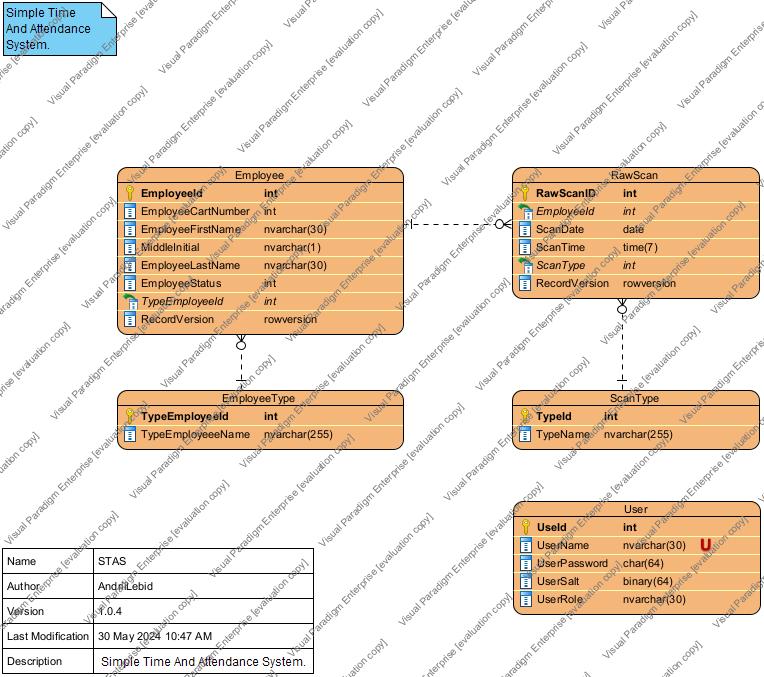 Simple Time
And Attendance
System.
Employee
EmployeeId int
EmployeeCartNumber int
EmployeeFirstName nvarchar(30)
MiddleInitial nvarchar(1)
EmployeeLastName nvarchar(30)
EmployeeStatus int
TypeEmployeeId int
RecordVersion rowversion
RawScan
RawScanID int
EmployeeId int
ScanDate date
ScanTime time(7)
ScanType int
RecordVersion rowversion
EmployeeType
TypeEmployeeId int
TypeEmployeeeName nvarchar(255)
ScanType
TypeId int
TypeName nvarchar(255)
User
UseId int
UserName nvarchar(30) U
UserPassword char(64)
UserSalt binary(64)
UserRole nvarchar(30)
Name STAS
Author AndriiLebid
Version 1.0.4
Last Modification 30 May 2024 10:47 AM
Description Simple Time And Attendance System.
Visual Paradigm Enterprise [evaluation copy]